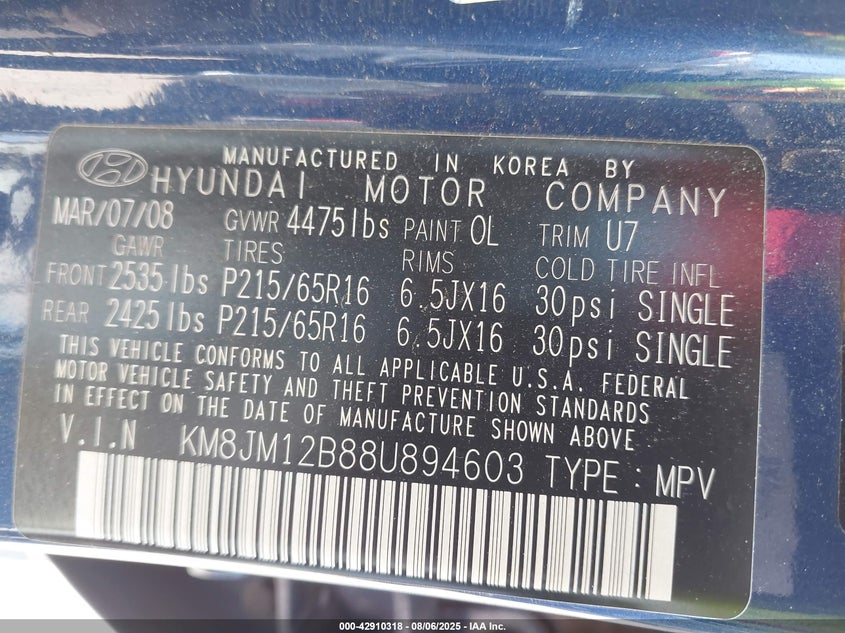 MANUFACTURED IN KOREA BY
HYUNDAI MOTOR COMPANY
MAR/07/08 GVWR 4475lbs PAINT OL TRIM U7
GAWR TIRES RIMS COLD TIRE INFL
FRONT 2535lbs P215/65R16 6.5JX16 30psi SINGLE
REAR 2425lbs P215/65R16 6.5JX16 30psi SINGLE
THIS VEHICLE CONFORMS TO ALL APPLICABLE U.S.A. FEDERAL
MOTOR VEHICLE SAFETY AND THEFT PREVENTION STANDARDS
IN EFFECT ON THE DATE OF MANUFACTURE SHOWN ABOVE
V.I.N KM8JM12B88U894603 TYPE : MPV
000-42910318 - 08/06/2025 - IAA Inc.